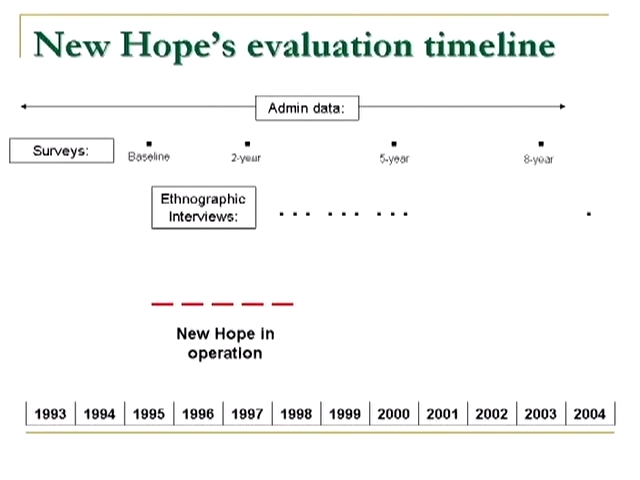 New Hope's evaluation timeline
Admin data:
Surveys:
Baseline 2-year 5-year 8-year
Ethnographic
Interviews:
New Hope in
operation
1993 1994 1995 1996 1997 1998 1999 2000 2001 2002 2003 2004